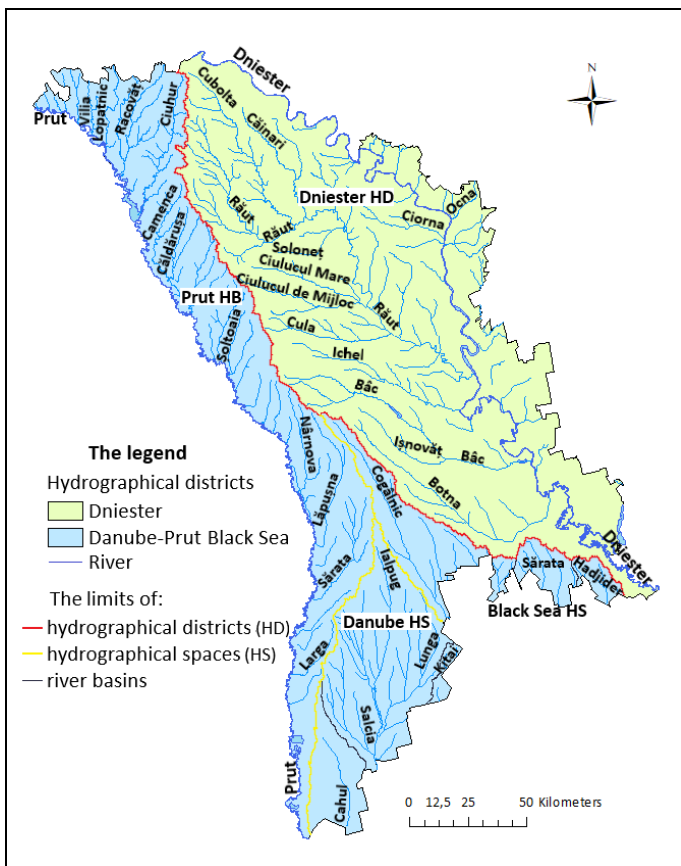 N
Dniester
Cubolta
Căinari
Prut
Vilia
Lopatnic
Racovăț
Ciuhur
Dniester HD
Ocna
Ciorna
Camenca
Căldărușa
Răut
Răut
Soloneț
Ciulucul Mare
Ciulucul de Mijloc
Răut
Prut HB
Soltoaia
Cula
Ichel
Bâc
Nârnova
Ișnovăț
Bâc
Botna
Cogâlnic
Lăpușna
The legend
Hydrographical districts
Dniester
Danube-Prut Black Sea
River
The limits of:
hydrographical districts (HD)
hydrographical spaces (HS)
river basins
Dniester
Sărata
Hadjider
Black Sea HS
Sărata
Ialpug
Danube HS
Larga
Lunga
Kitai
Salcia
Prut
Cahul
0 12,5 25 50 Kilometers